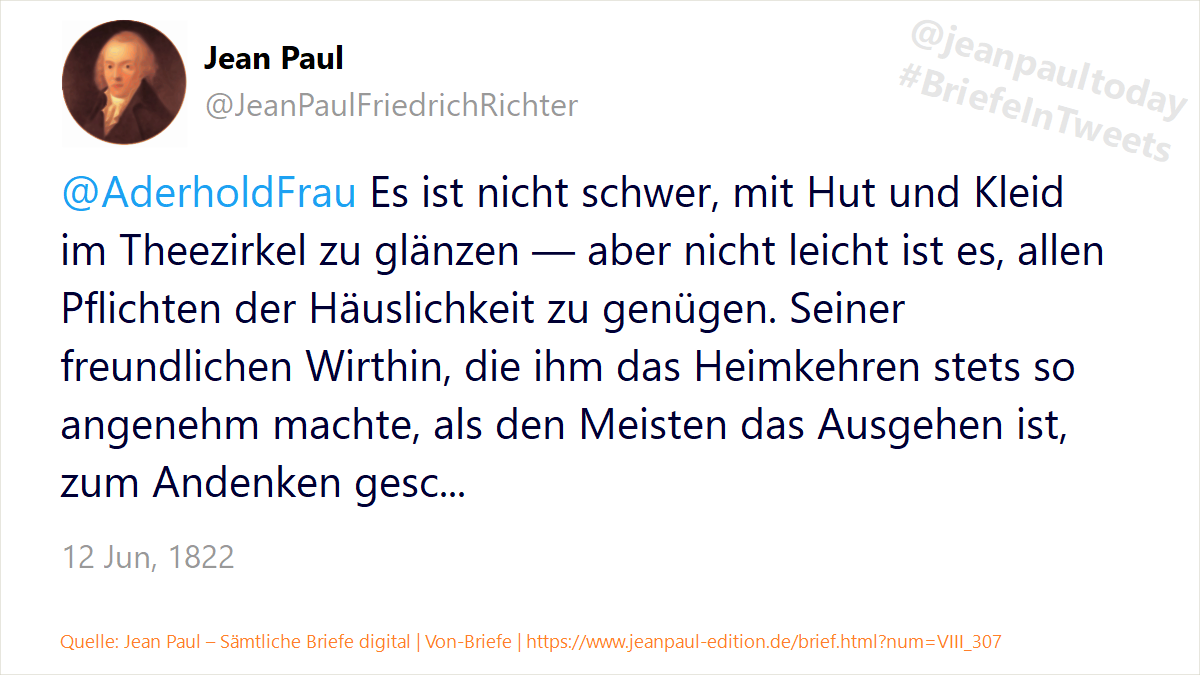 Jean Paul
@JeanPaulFriedrichRichter
@jeanpaultoday
#BriefeInTweets
@AderholdFrau Es ist nicht schwer, mit Hut und Kleid
im Theezirkel zu glänzen — aber nicht leicht ist es, allen
Pflichten der Häuslichkeit zu genügen. Seiner
freundlichen Wirthin, die ihm das Heimkehren stets so
angenehm machte, als den Meisten das Ausgehen ist,
zum Andenken gesc...
12 Jun, 1822
Quelle: Jean Paul – Sämtliche Briefe digital | Von-Briefe | https://www.jeanpaul-edition.de/brief.html?num=VIII_307